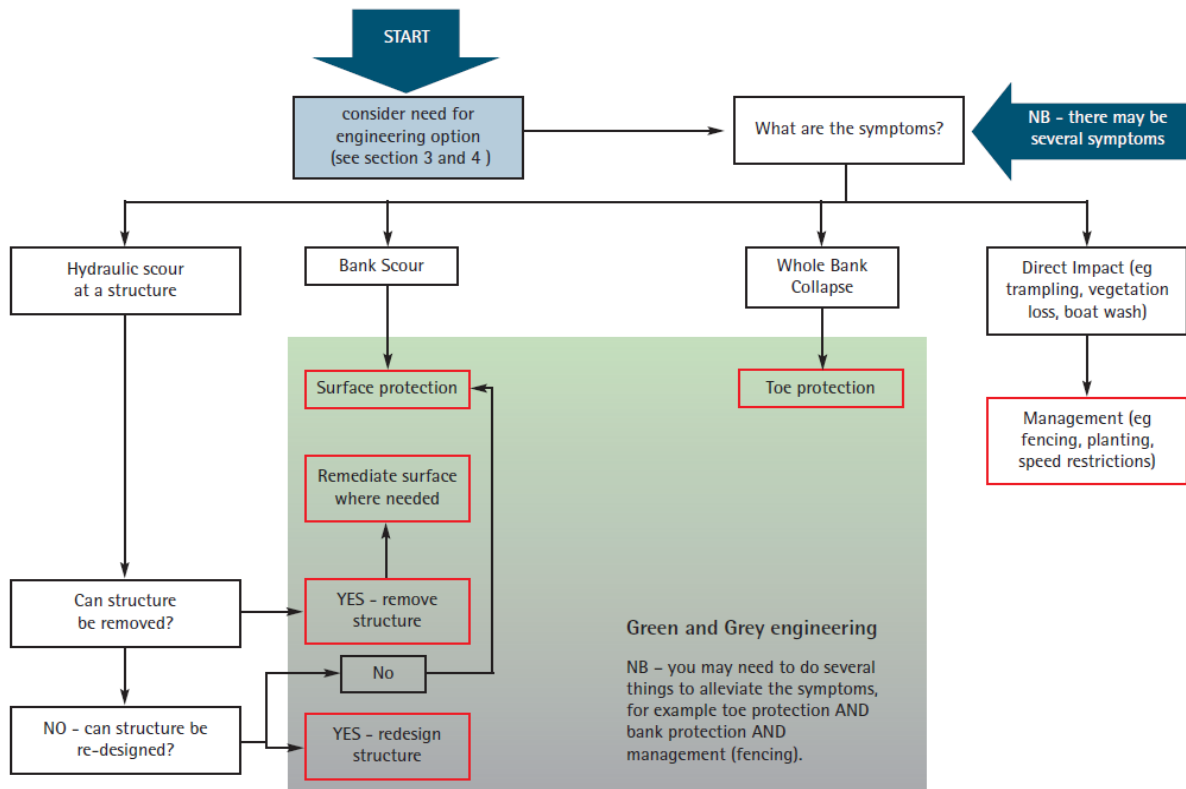 START
consider need for
engineering option
(see section 3 and 4 )
What are the symptoms?
NB - there may be
several symptoms
Hydraulic scour
at a structure
Bank Scour
Whole Bank
Collapse
Direct Impact (eg
trampling, vegetation
loss, boat wash)
Surface protection
Toe protection
Management (eg
fencing, planting,
speed restrictions)
Remediate surface
where needed
Can structure
be removed?
YES - remove
structure
No
NO - can structure be
re-designed?
YES - redesign
structure
Green and Grey engineering
NB – you may need to do several
things to alleviate the symptoms,
for example toe protection AND
bank protection AND
management (fencing).